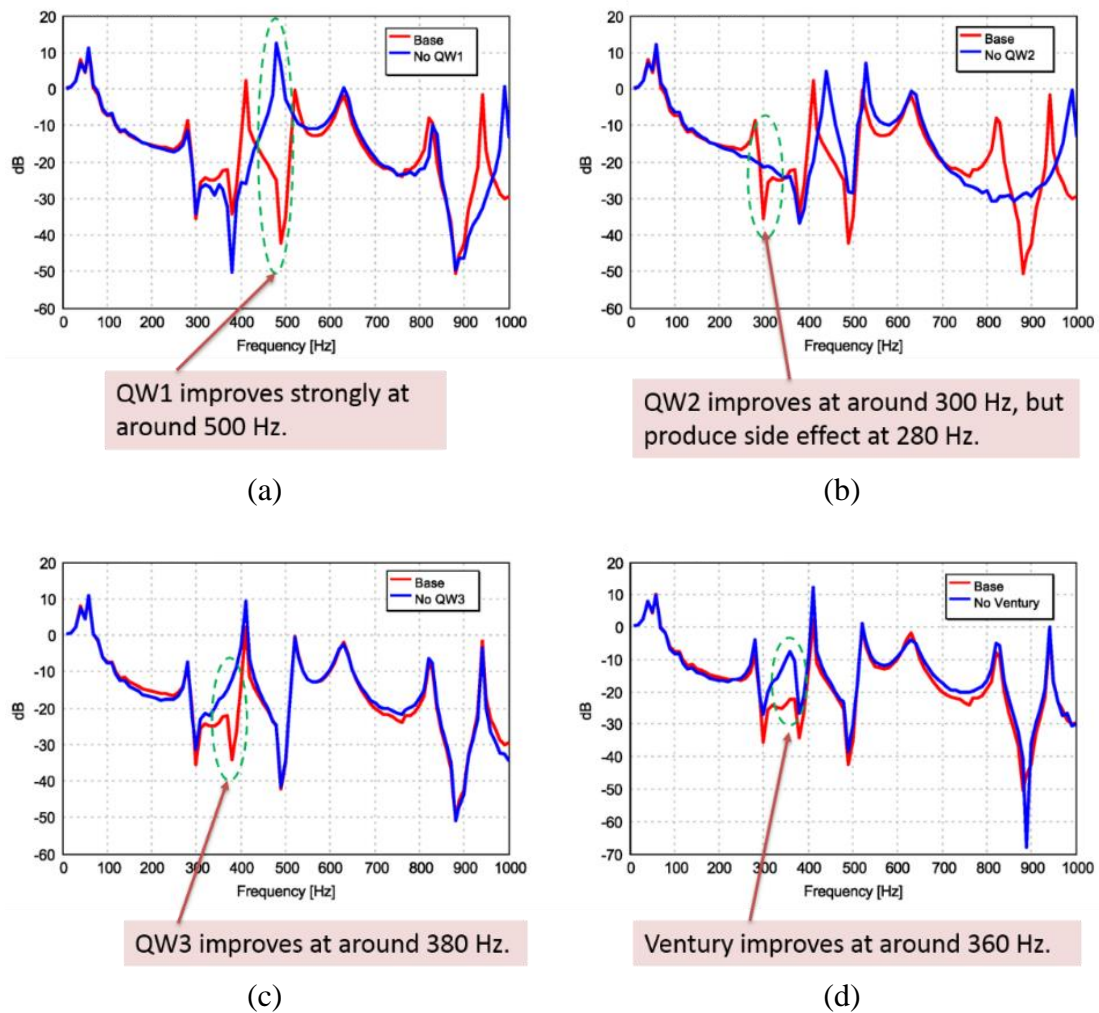 20
10
0
-10
-20
-30
-40
-50
-60
dB
Base
No QW1
0 100 200 300 400 500 600 700 800 900 1000
Frequency [Hz]
QW1 improves strongly at
around 500 Hz.
(a)
20
10
0
-10
-20
-30
-40
-50
-60
dB
Base
No QW2
0 100 200 300 400 500 600 700 800 900 1000
Frequency [Hz]
QW2 improves at around 300 Hz, but
produce side effect at 280 Hz.
(b)
20
10
0
-10
-20
-30
-40
-50
-60
dB
Base
No QW3
0 100 200 300 400 500 600 700 800 900 1000
Frequency [Hz]
QW3 improves at around 380 Hz.
(c)
20
10
0
-10
-20
-30
-40
-50
-60
-70
dB
Base
No Ventury
0 100 200 300 400 500 600 700 800 900 1000
Frequency [Hz]
Ventury improves at around 360 Hz.
(d)